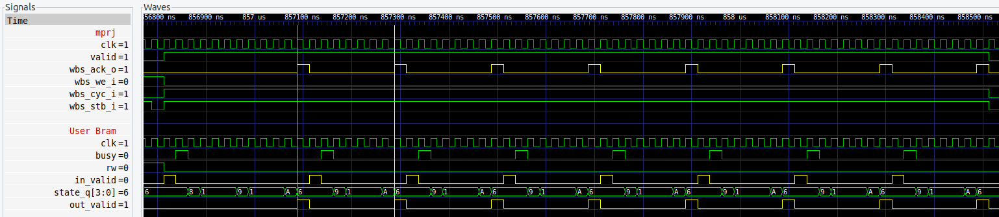 Signals
Waves
Time
56800 ns 856900 ns 857 us 857100 ns 857200 ns 857300 ns 857400 ns 857500 ns 857600 ns 857700 ns 857800 ns 857900 ns 858 us 858100 ns 858200 ns 858300 ns 858400 ns 858500 ns
mprj
clk=1
valid=1
wbs_ack_o=1
wbs_we_i=0
wbs_cyc_i=1
wbs_stb_i=1
User Bram
clk=1
busy=0
rw=0
in_valid=0
state_q[3:0]=6 6 8 1 9 1 A 6 9 1 A 6 9 1 A 6 9 1 A 6 9 1 A 6 9 1 A 6 9 1 A 6 9 1 A 6
out_valid=1